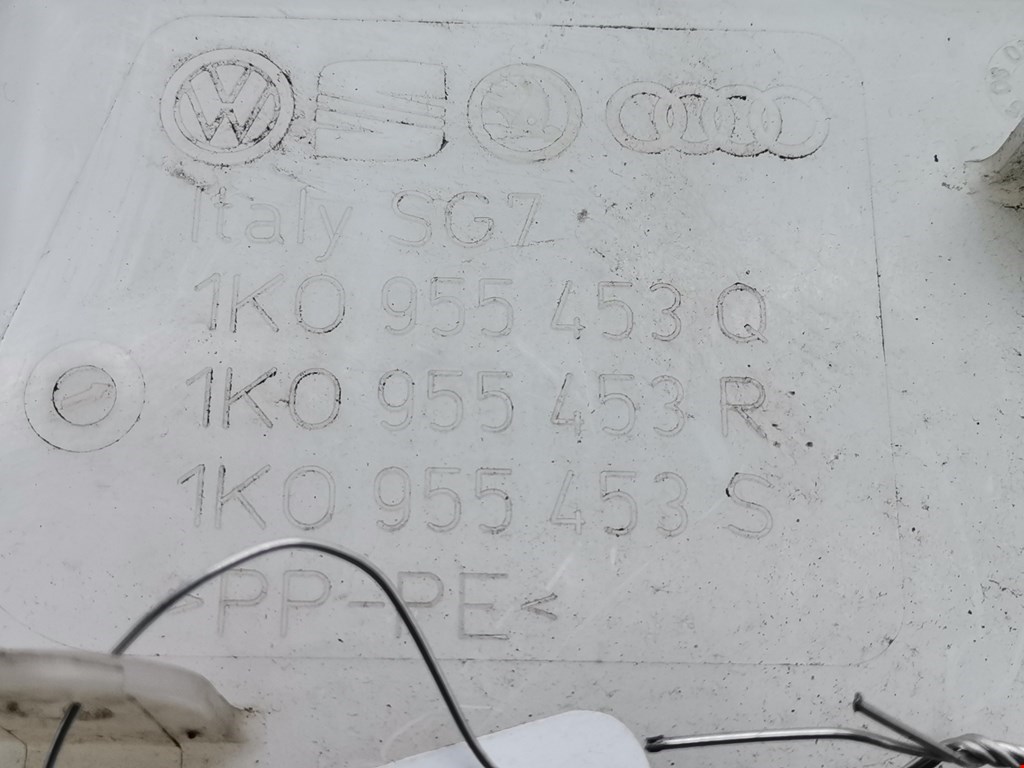 Italy SG7
1K0 955 453 Q
1K0 955 453 R
1K0 955 453 S
>PP-PE<